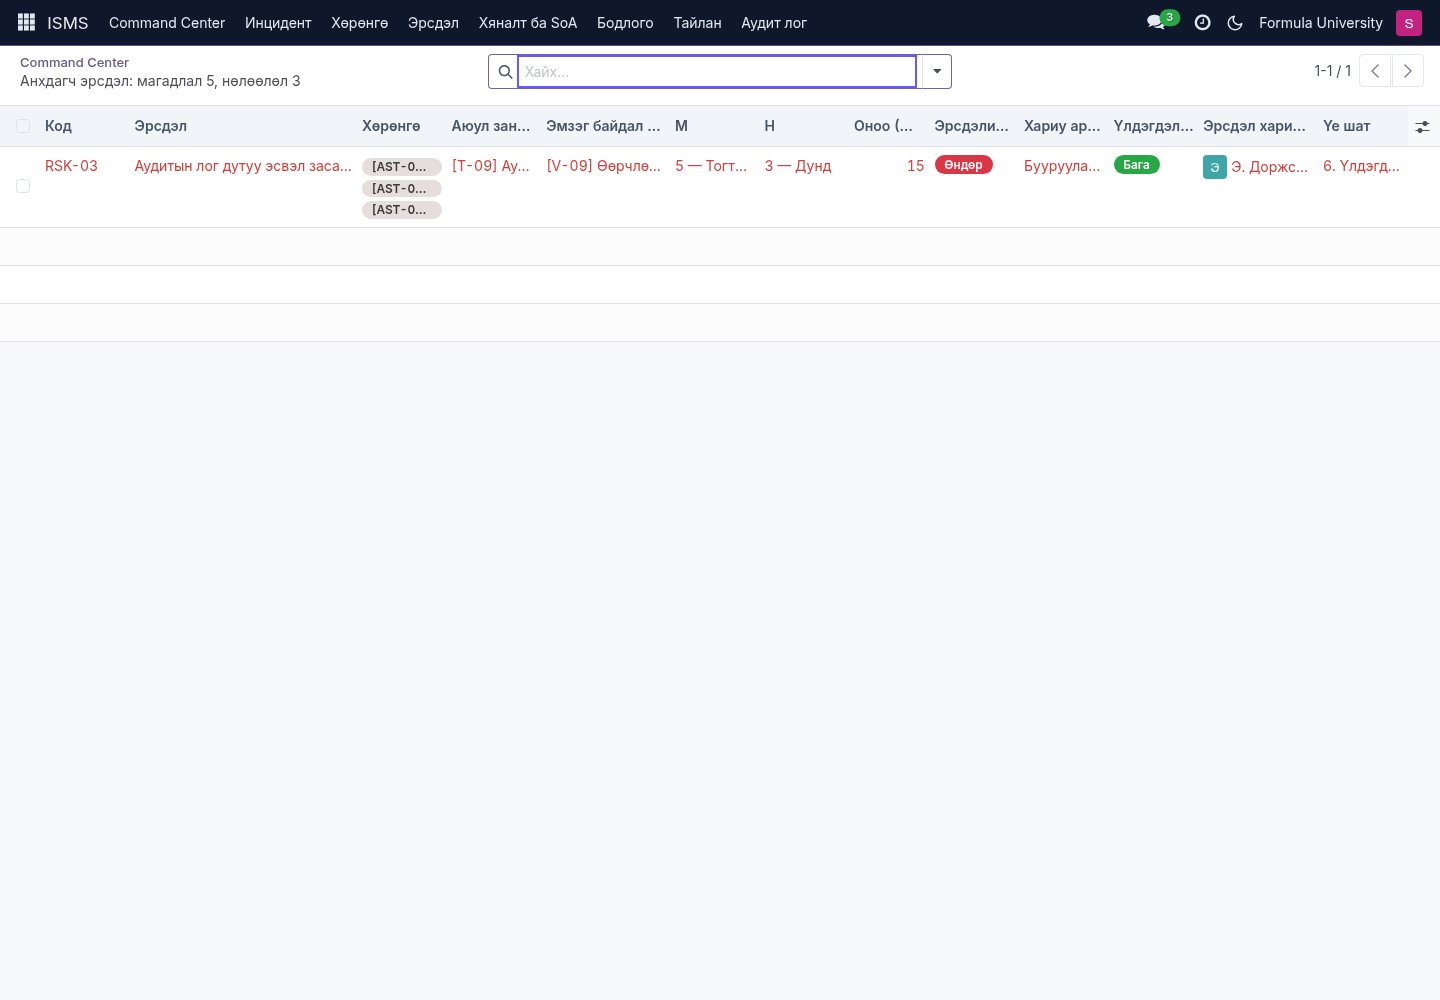 ISMS Command Center Инцидент Хөрөнгө Эрсдэл Хяналт ба SoA Бодлого Тайлан Аудит лог 3 Formula University S
Command Center
Анхдагч эрсдэл: магадлал 5, нөлөөлөл 3
Хайх...
1-1 / 1
Код Эрсдэл Хөрөнгө Аюул зан... Эмзэг байдал ... М Н Оноо (... Эрсдэли... Хариу ар... Үлдэгдэл... Эрсдэл хари... Үе шат
RSK-03 Аудитын лог дутуу эсвэл заса... [AST-0... [T-09] Ау... [V-09] Өөрчлө... 5 — Тогт... 3 — Дунд 15 Өндөр Бууруула... Бага Э Э. Доржс... 6. Үлдэгд...
[AST-0...
[AST-0...